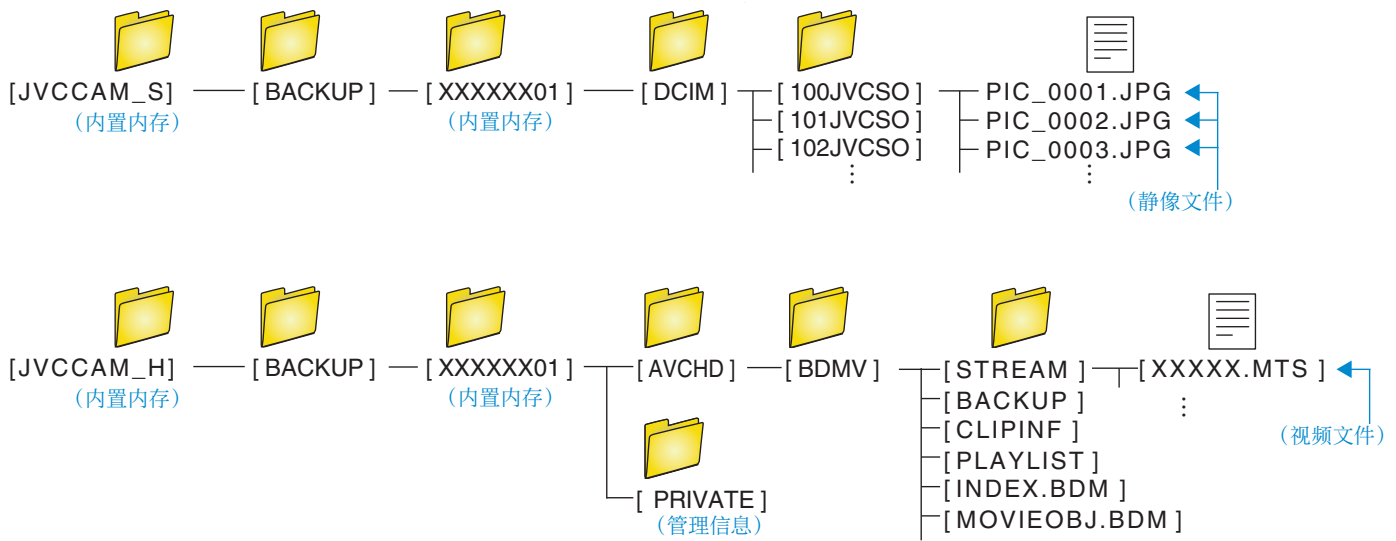 [JVCCAM_S] [BACKUP] [XXXXXX01] [DCIM] [100JVCSO] PIC_0001.JPG
(内置内存) (内置内存) [101JVCSO] PIC_0002.JPG
[102JVCSO] PIC_0003.JPG
⋮ ⋮
(静像文件)
[JVCCAM_H] [BACKUP] [XXXXXX01] [AVCHD] [BDMV] [STREAM] [XXXXX.MTS]
(内置内存) (内置内存) [BACKUP] ⋮
[CLIPINF] (视频文件)
[PLAYLIST]
[PRIVATE] [INDEX.BDM]
(管理信息) [MOVIEOBJ.BDM]